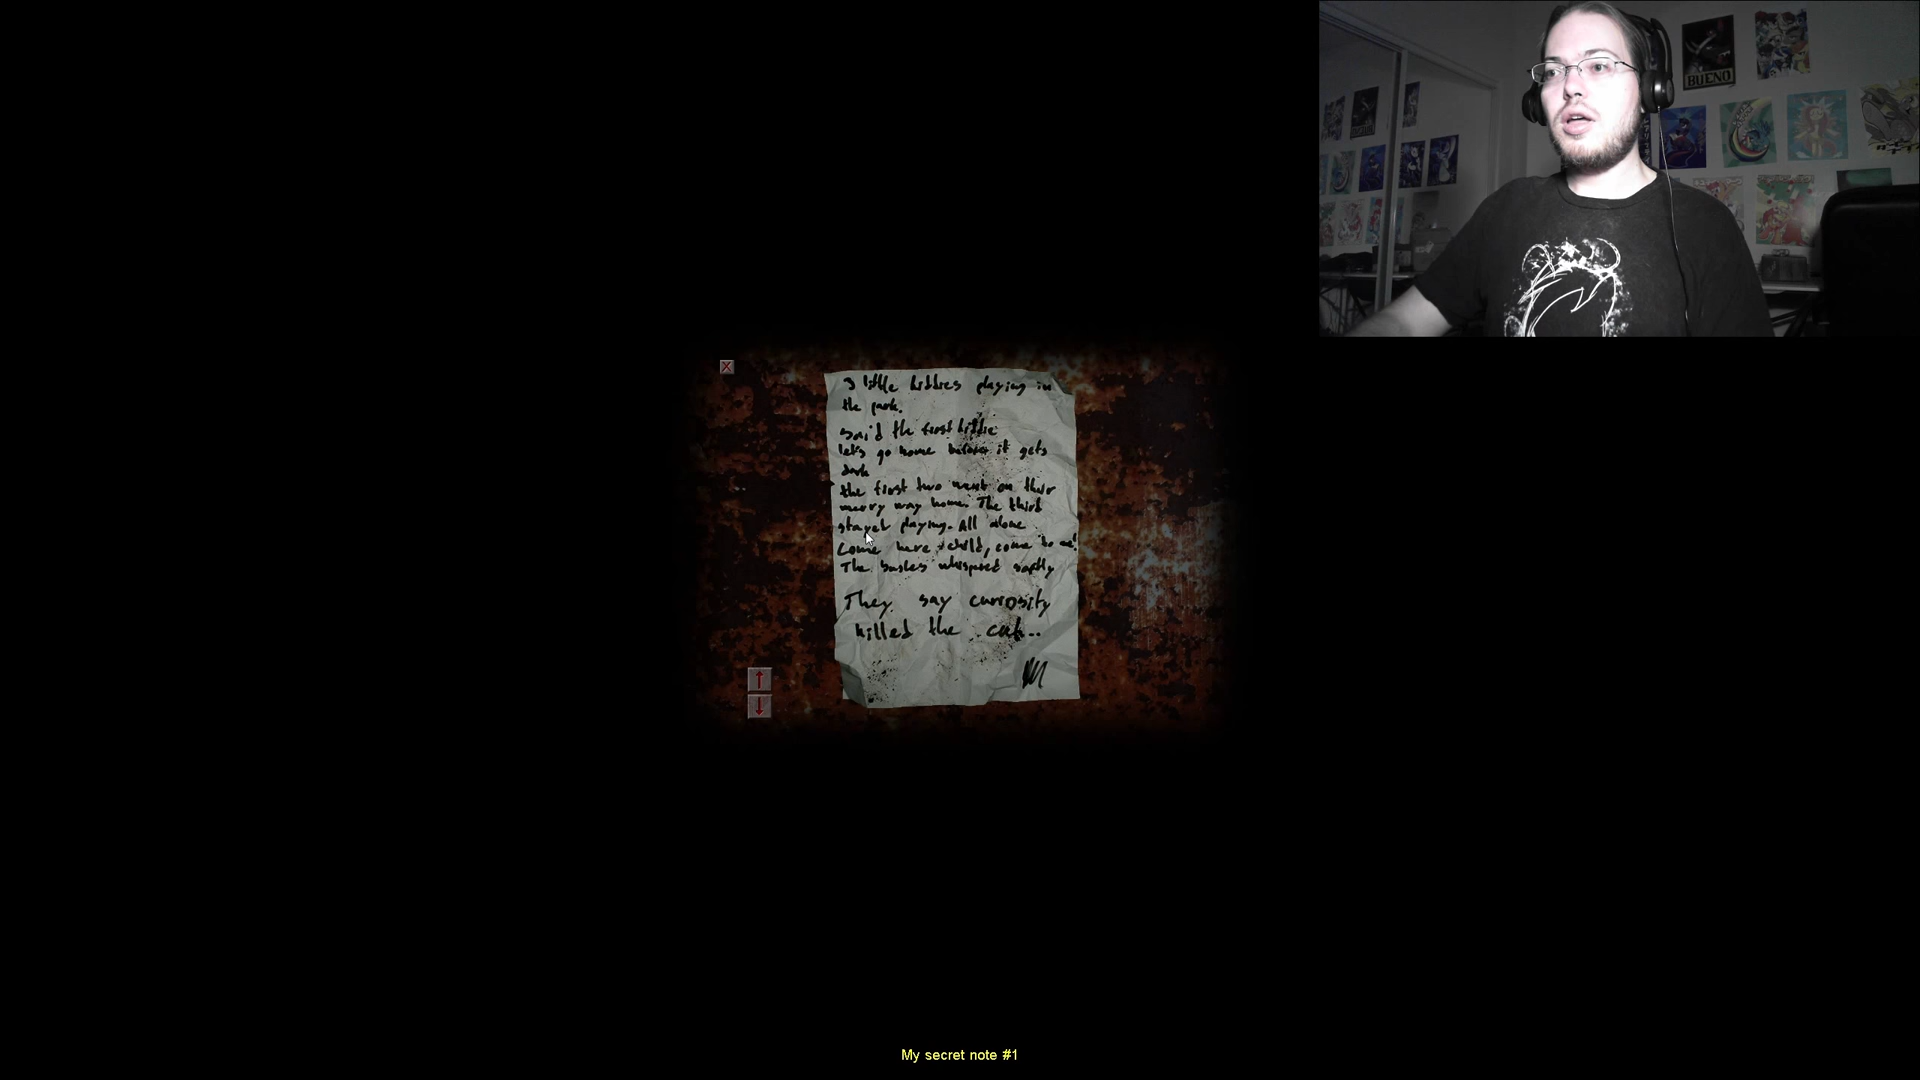 BUENO
3 little kiddies playing in
the park.
Said the first kiddie
let's go home before it gets
dark
the first two went on their
merry way home. The third
stayed playing. All alone
Come here child, come to me!
The bushes whispered softly
They say curiosity
killed the cat..
My secret note #1